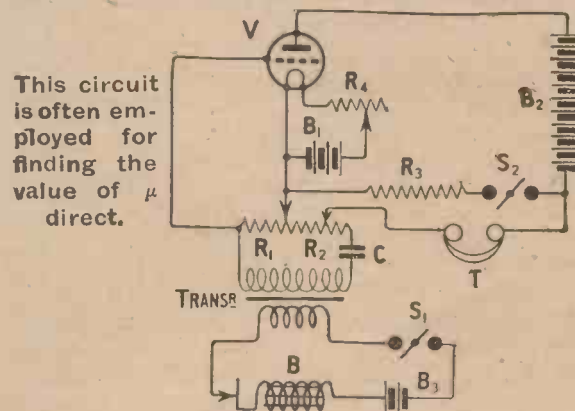 V
This circuit
is often em-
ployed for
finding the
value of μ
direct.
R4
B1
B2
R3
S2
R1
R2
C
T
TRANSR
S1
B
B3